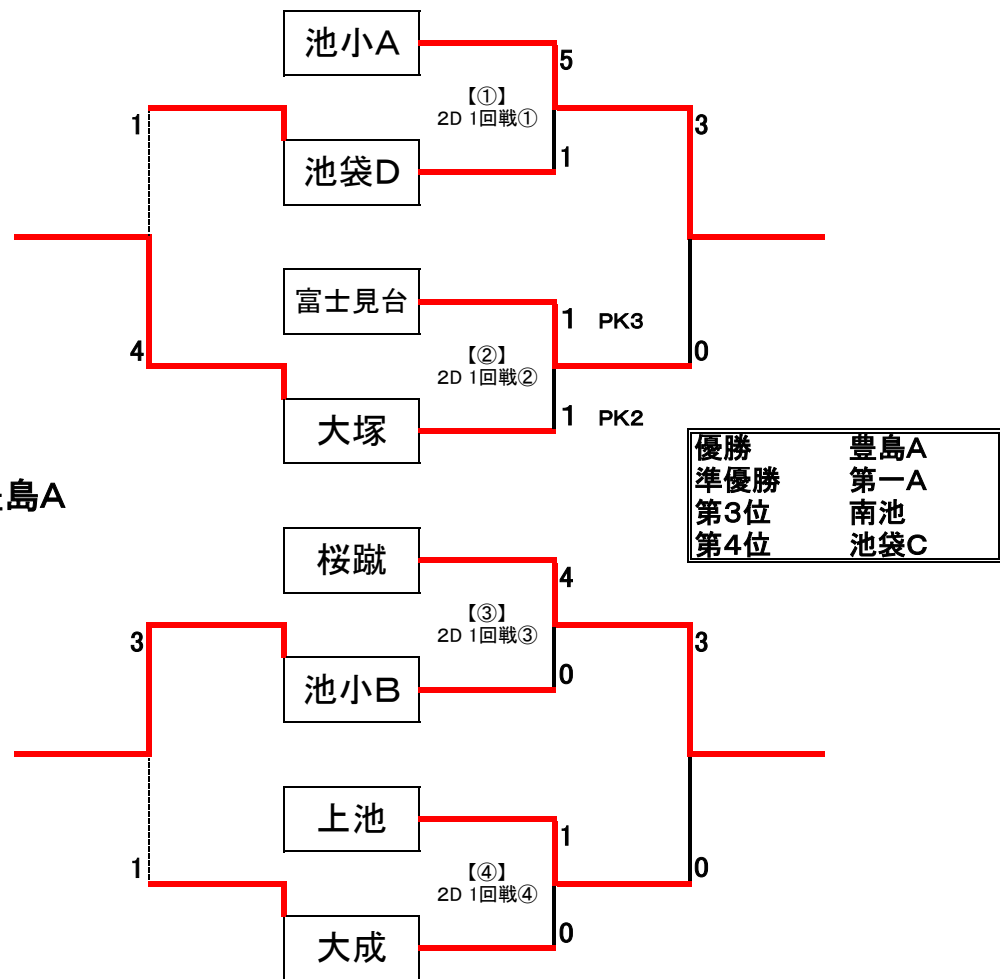 池小A
5
【①】
2D 1回戦①
1
3
池袋D
1
富士見台
1 PK3
4
【②】
2D 1回戦②
0
大塚
1 PK2
優勝 豊島A
準優勝 第一A
第3位 南池
第4位 池袋C
島A
桜蹴
4
【③】
2D 1回戦③
3
3
池小B
0
上池
1
1
【④】
2D 1回戦④
0
大成
0